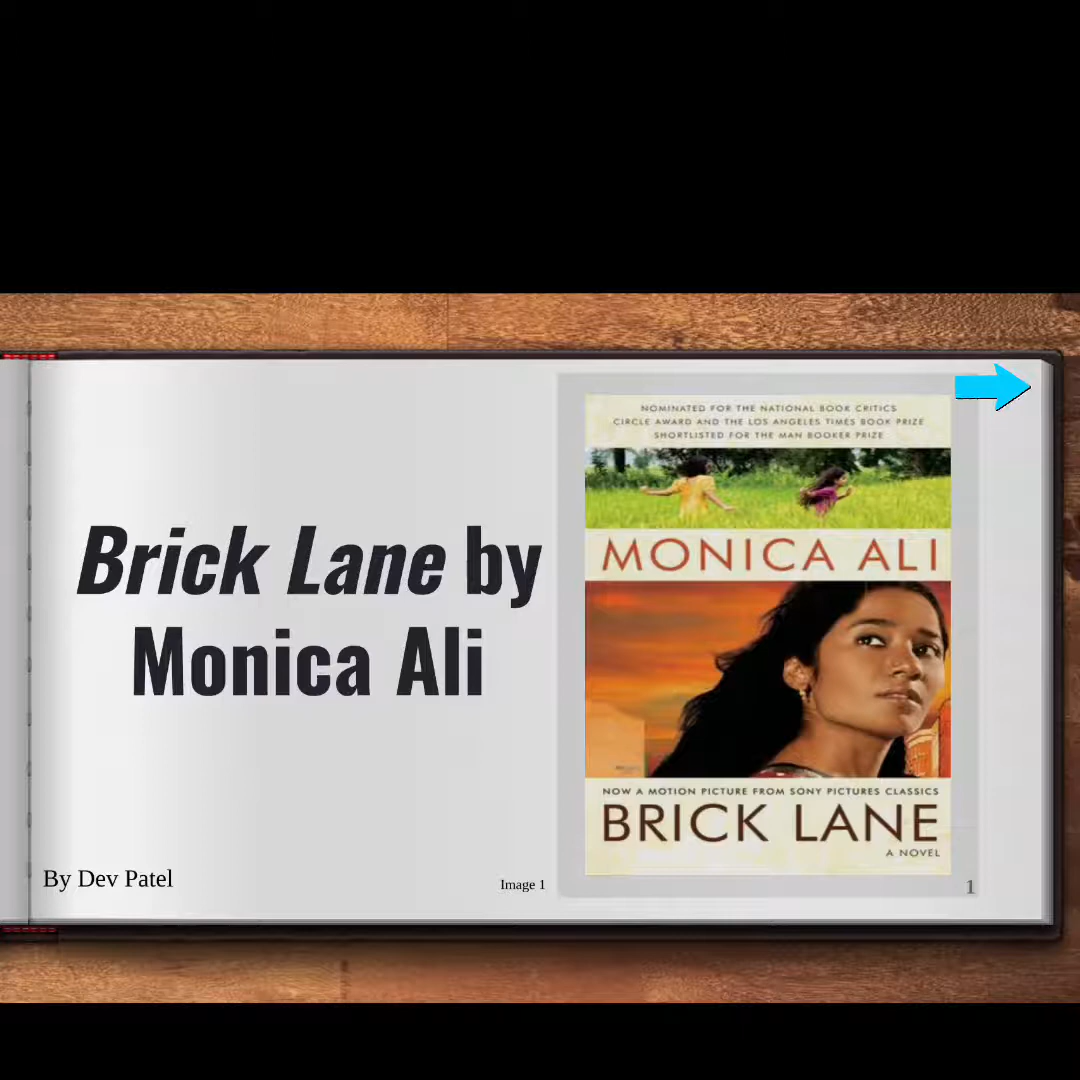 Brick Lane by
Monica Ali
By Dev Patel
Image 1
NOMINATED FOR THE NATIONAL BOOK CRITICS
CIRCLE AWARD AND THE LOS ANGELES TIMES BOOK PRIZE
SHORTLISTED FOR THE MAN BOOKER PRIZE
MONICA ALI
NOW A MOTION PICTURE FROM SONY PICTURES CLASSICS
BRICK LANE
A NOVEL
1